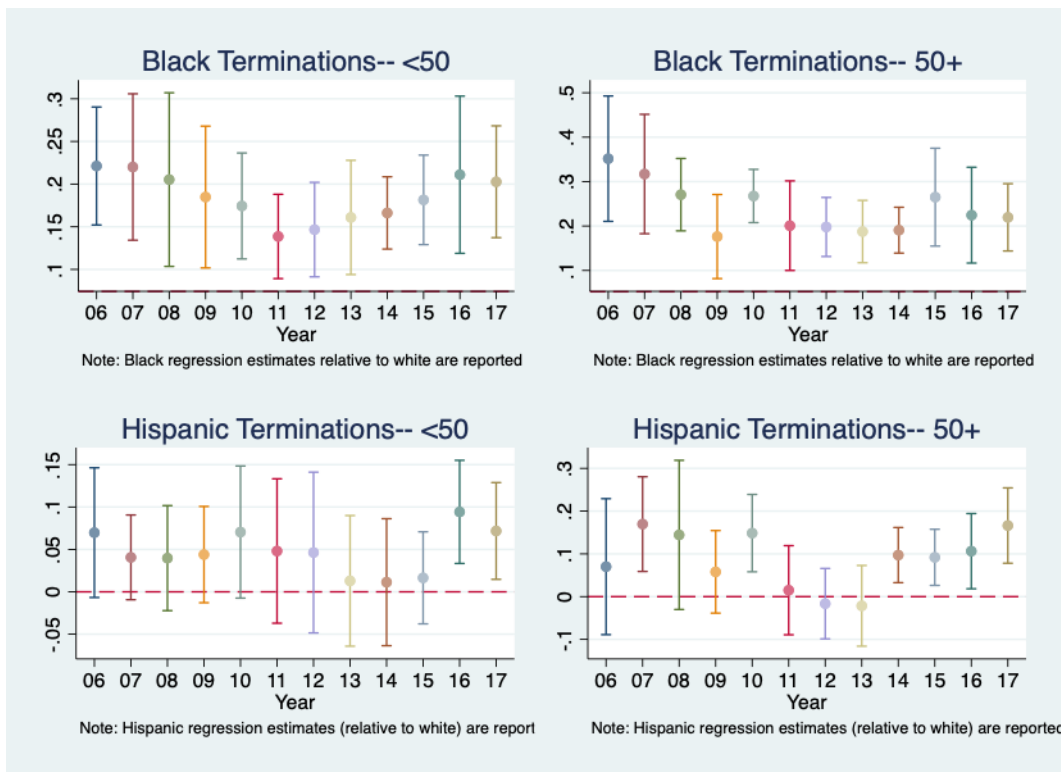 Black Terminations-- <50
.3
.25
.2
.15
.1
06 07 08 09 10 11 12 13 14 15 16 17
Year
Note: Black regression estimates relative to white are reported
Black Terminations-- 50+
.5
.4
.3
.2
.1
06 07 08 09 10 11 12 13 14 15 16 17
Year
Note: Black regression estimates relative to white are reported
Hispanic Terminations-- <50
.15
.1
.05
0
-.05
06 07 08 09 10 11 12 13 14 15 16 17
Year
Note: Hispanic regression estimates (relative to white) are report
Hispanic Terminations-- 50+
.3
.2
.1
0
-.1
06 07 08 09 10 11 12 13 14 15 16 17
Year
Note: Hispanic regression estimates (relative to white) are reported